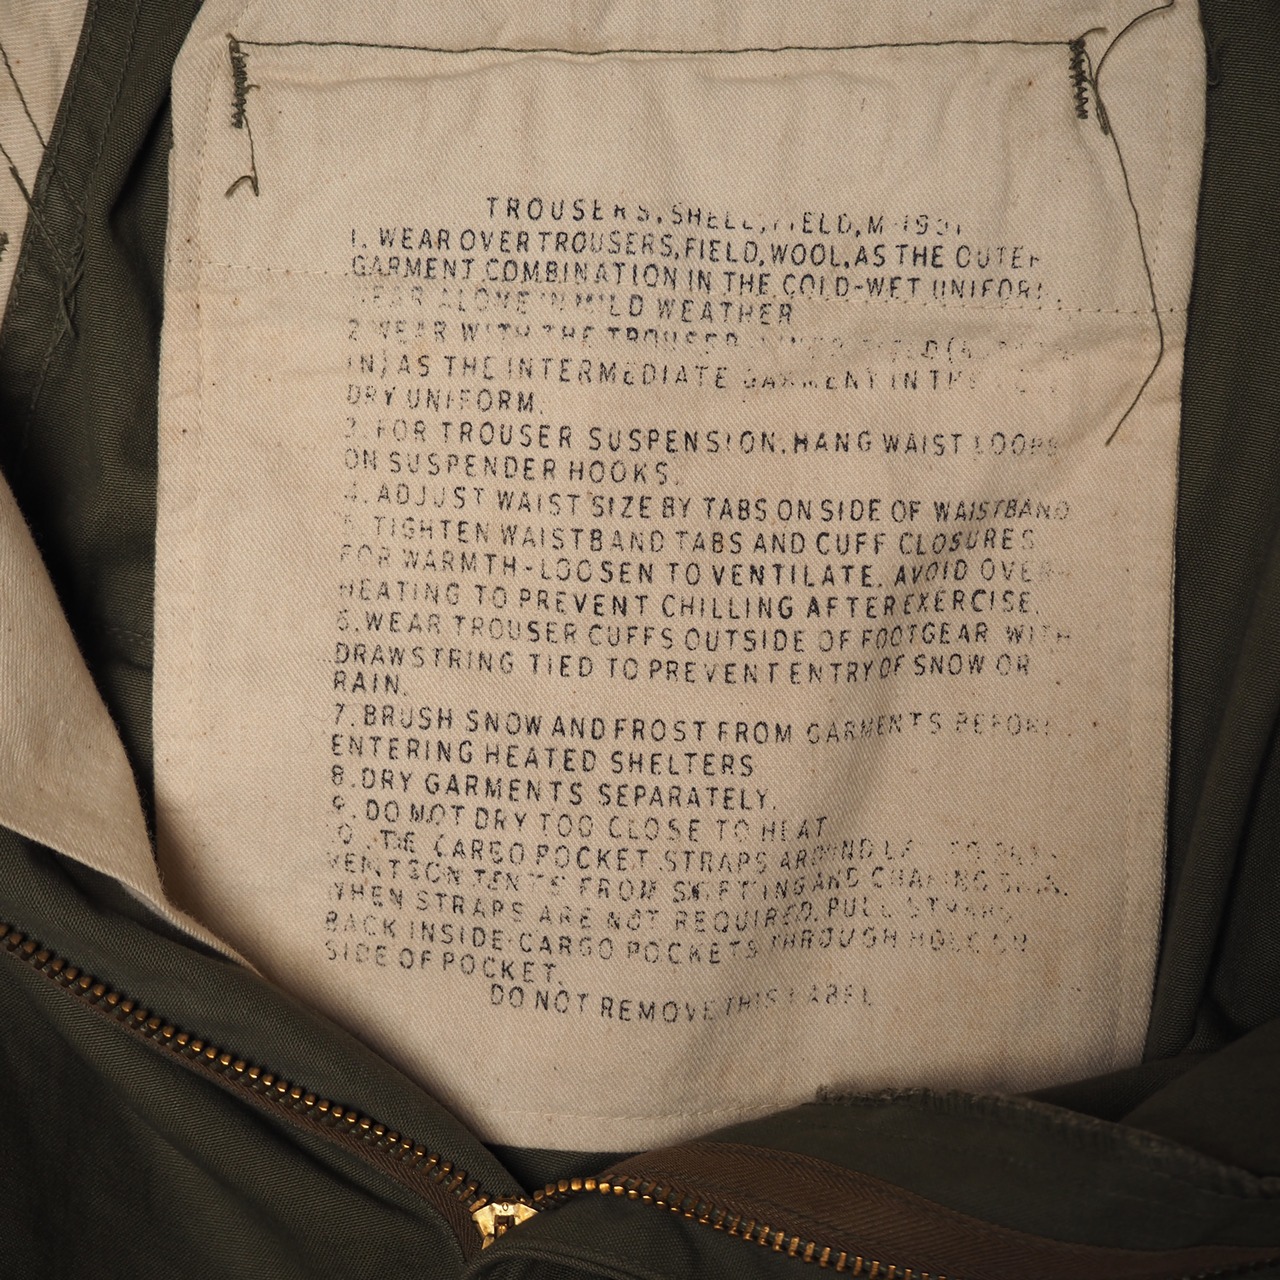 TROUSERS, SHELL, FIELD, M-1951
1. WEAR OVER TROUSERS, FIELD, WOOL, AS THE OUTER
GARMENT COMBINATION IN THE COLD-WET UNIFORM.
WEAR ALONE IN MILD WEATHER
2. WEAR WITH THE TROUSER
IN) AS THE INTERMEDIATE GARMENT IN THE
DRY UNIFORM.
3. FOR TROUSER SUSPENSION, HANG WAIST LOOPS
ON SUSPENDER HOOKS.
4. ADJUST WAIST SIZE BY TABS ON SIDE OF WAISTBAND
5. TIGHTEN WAISTBAND TABS AND CUFF CLOSURES
FOR WARMTH-LOOSEN TO VENTILATE. AVOID OVER-
HEATING TO PREVENT CHILLING AFTER EXERCISE.
6. WEAR TROUSER CUFFS OUTSIDE OF FOOTGEAR WITH
DRAWSTRING TIED TO PREVENT ENTRY OF SNOW OR
RAIN.
7. BRUSH SNOW AND FROST FROM GARMENTS BEFORE
ENTERING HEATED SHELTERS
8. DRY GARMENTS SEPARATELY.
9. DO NOT DRY TOO CLOSE TO HEAT
10. TIE CARGO POCKET STRAPS AROUND
VENT CONTENTS FROM SHIFTING AND CHAFING SKIN.
WHEN STRAPS ARE NOT REQUIRED, PULL STRAPS
BACK INSIDE CARGO POCKETS THROUGH HOLE ON
SIDE OF POCKET.
DO NOT REMOVE THIS LABEL